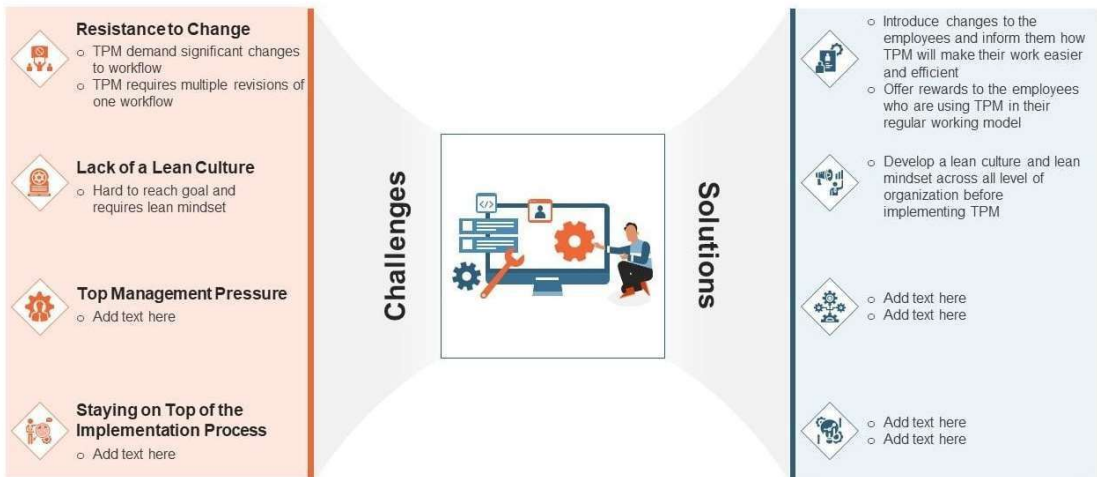 Resistance to Change
o TPM demand significant changes
to workflow
o TPM requires multiple revisions of
one workflow
Lack of a Lean Culture
o Hard to reach goal and
requires lean mindset
Top Management Pressure
o Add text here
Staying on Top of the
Implementation Process
o Add text here
Challenges
</>
Solutions
o Introduce changes to the
employees and inform them how
TPM will make their work easier
and efficient
o Offer rewards to the employees
who are using TPM in their
regular working model
o Develop a lean culture and lean
mindset across all level of
organization before
implementing TPM
o Add text here
o Add text here
o Add text here
o Add text here